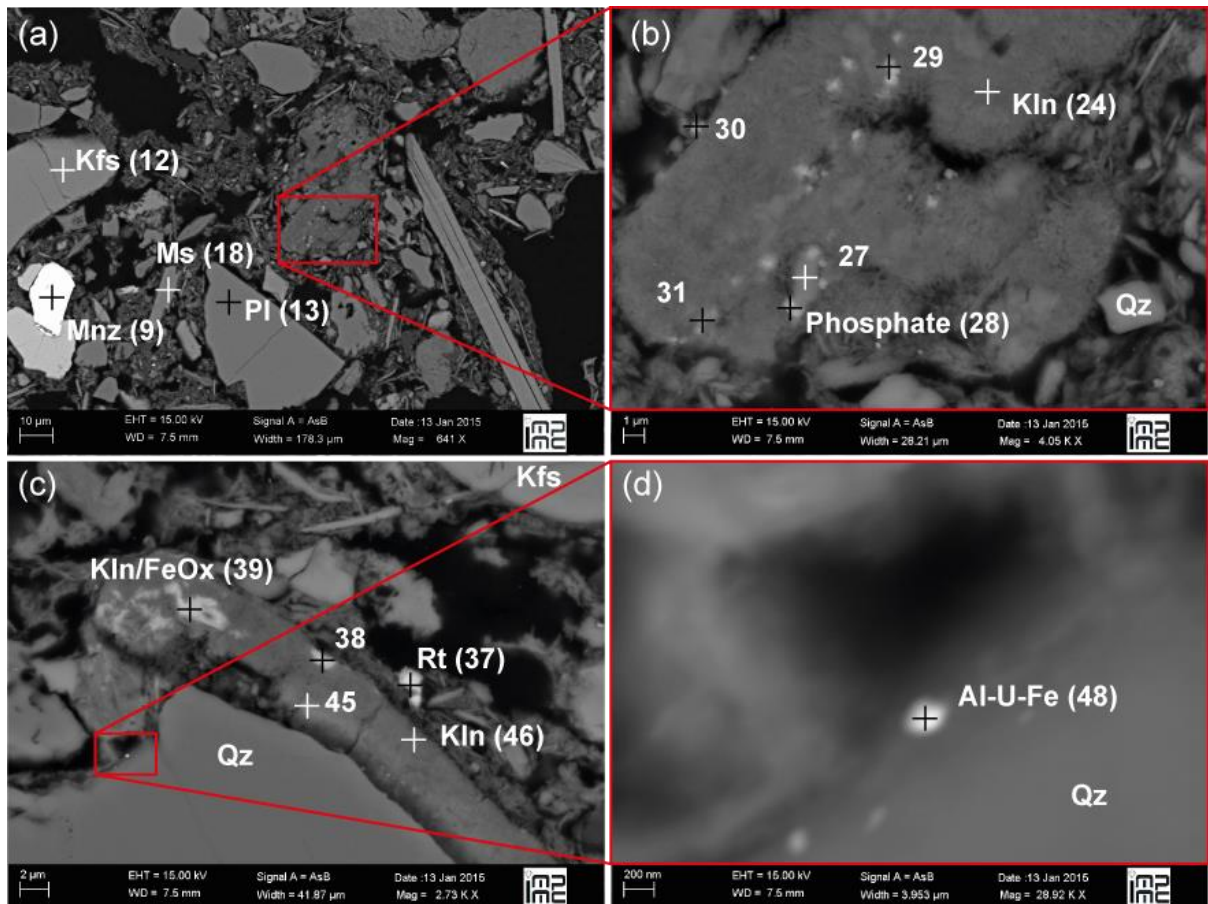 (a)
Kfs (12)
Ms (18)
Pl (13)
Mnz (9)
10 µm
EHT = 15.00 kV
WD = 7.5 mm
Signal A = AsB
Width = 178.3 µm
Date :13 Jan 2015
Mag = 641 X
(b)
29
Kln (24)
30
27
31
Phosphate (28)
Qz
1 µm
EHT = 15.00 kV
WD = 7.5 mm
Signal A = AsB
Width = 28.21 µm
Date :13 Jan 2015
Mag = 4.05 K X
(c)
Kfs
Kln/FeOx (39)
38
Rt (37)
45
Kln (46)
Qz
2 µm
EHT = 15.00 kV
WD = 7.5 mm
Signal A = AsB
Width = 41.87 µm
Date :13 Jan 2015
Mag = 2.73 K X
(d)
Al-U-Fe (48)
Qz
200 nm
EHT = 15.00 kV
WD = 7.5 mm
Signal A = AsB
Width = 3.953 µm
Date :13 Jan 2015
Mag = 28.92 K X